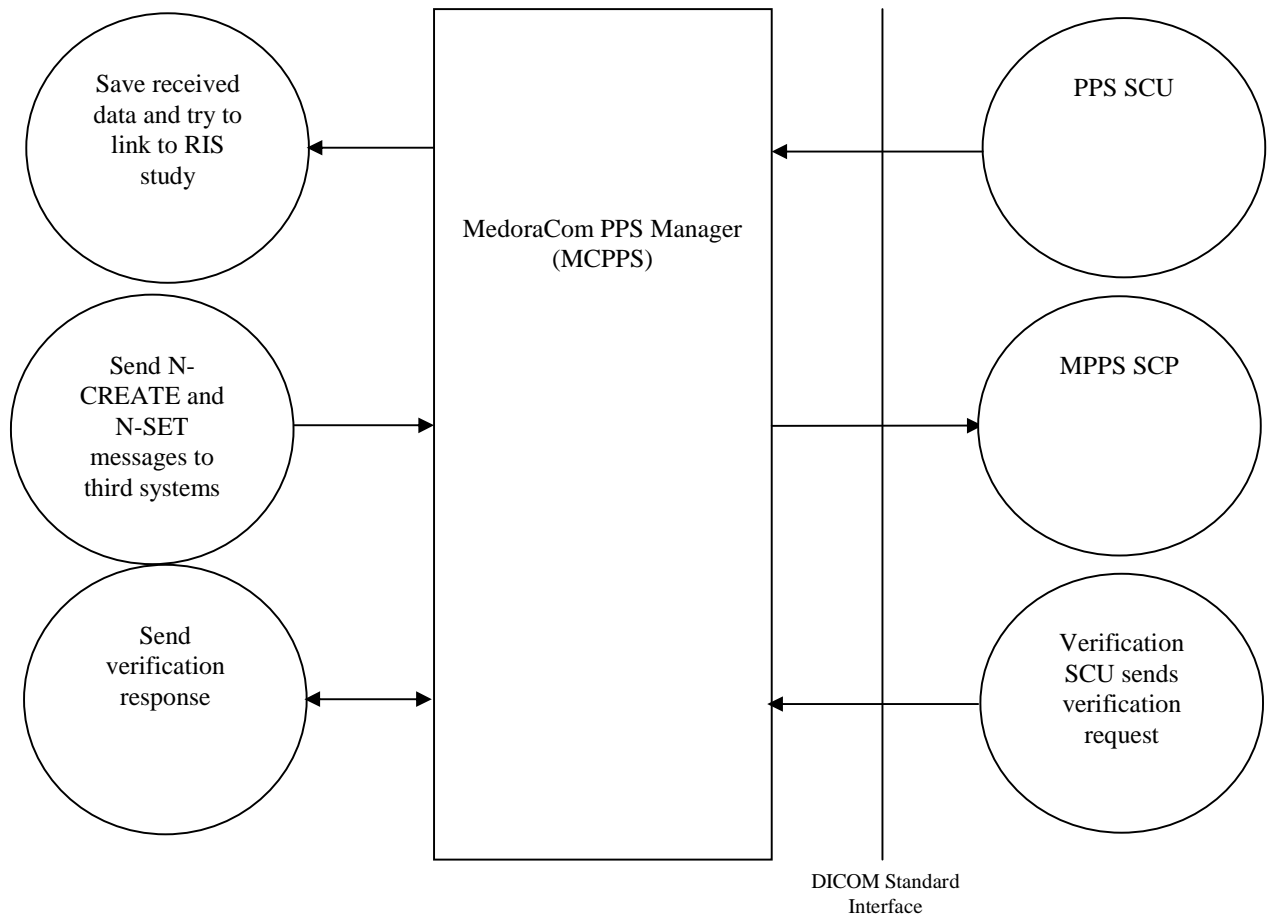 Save received
data and try to
link to RIS
study
PPS SCU
MedoraCom PPS Manager
(MCPPS)
Send N-
CREATE and
N-SET
messages to
third systems
MPPS SCP
Send
verification
response
Verification
SCU sends
verification
request
DICOM Standard
Interface